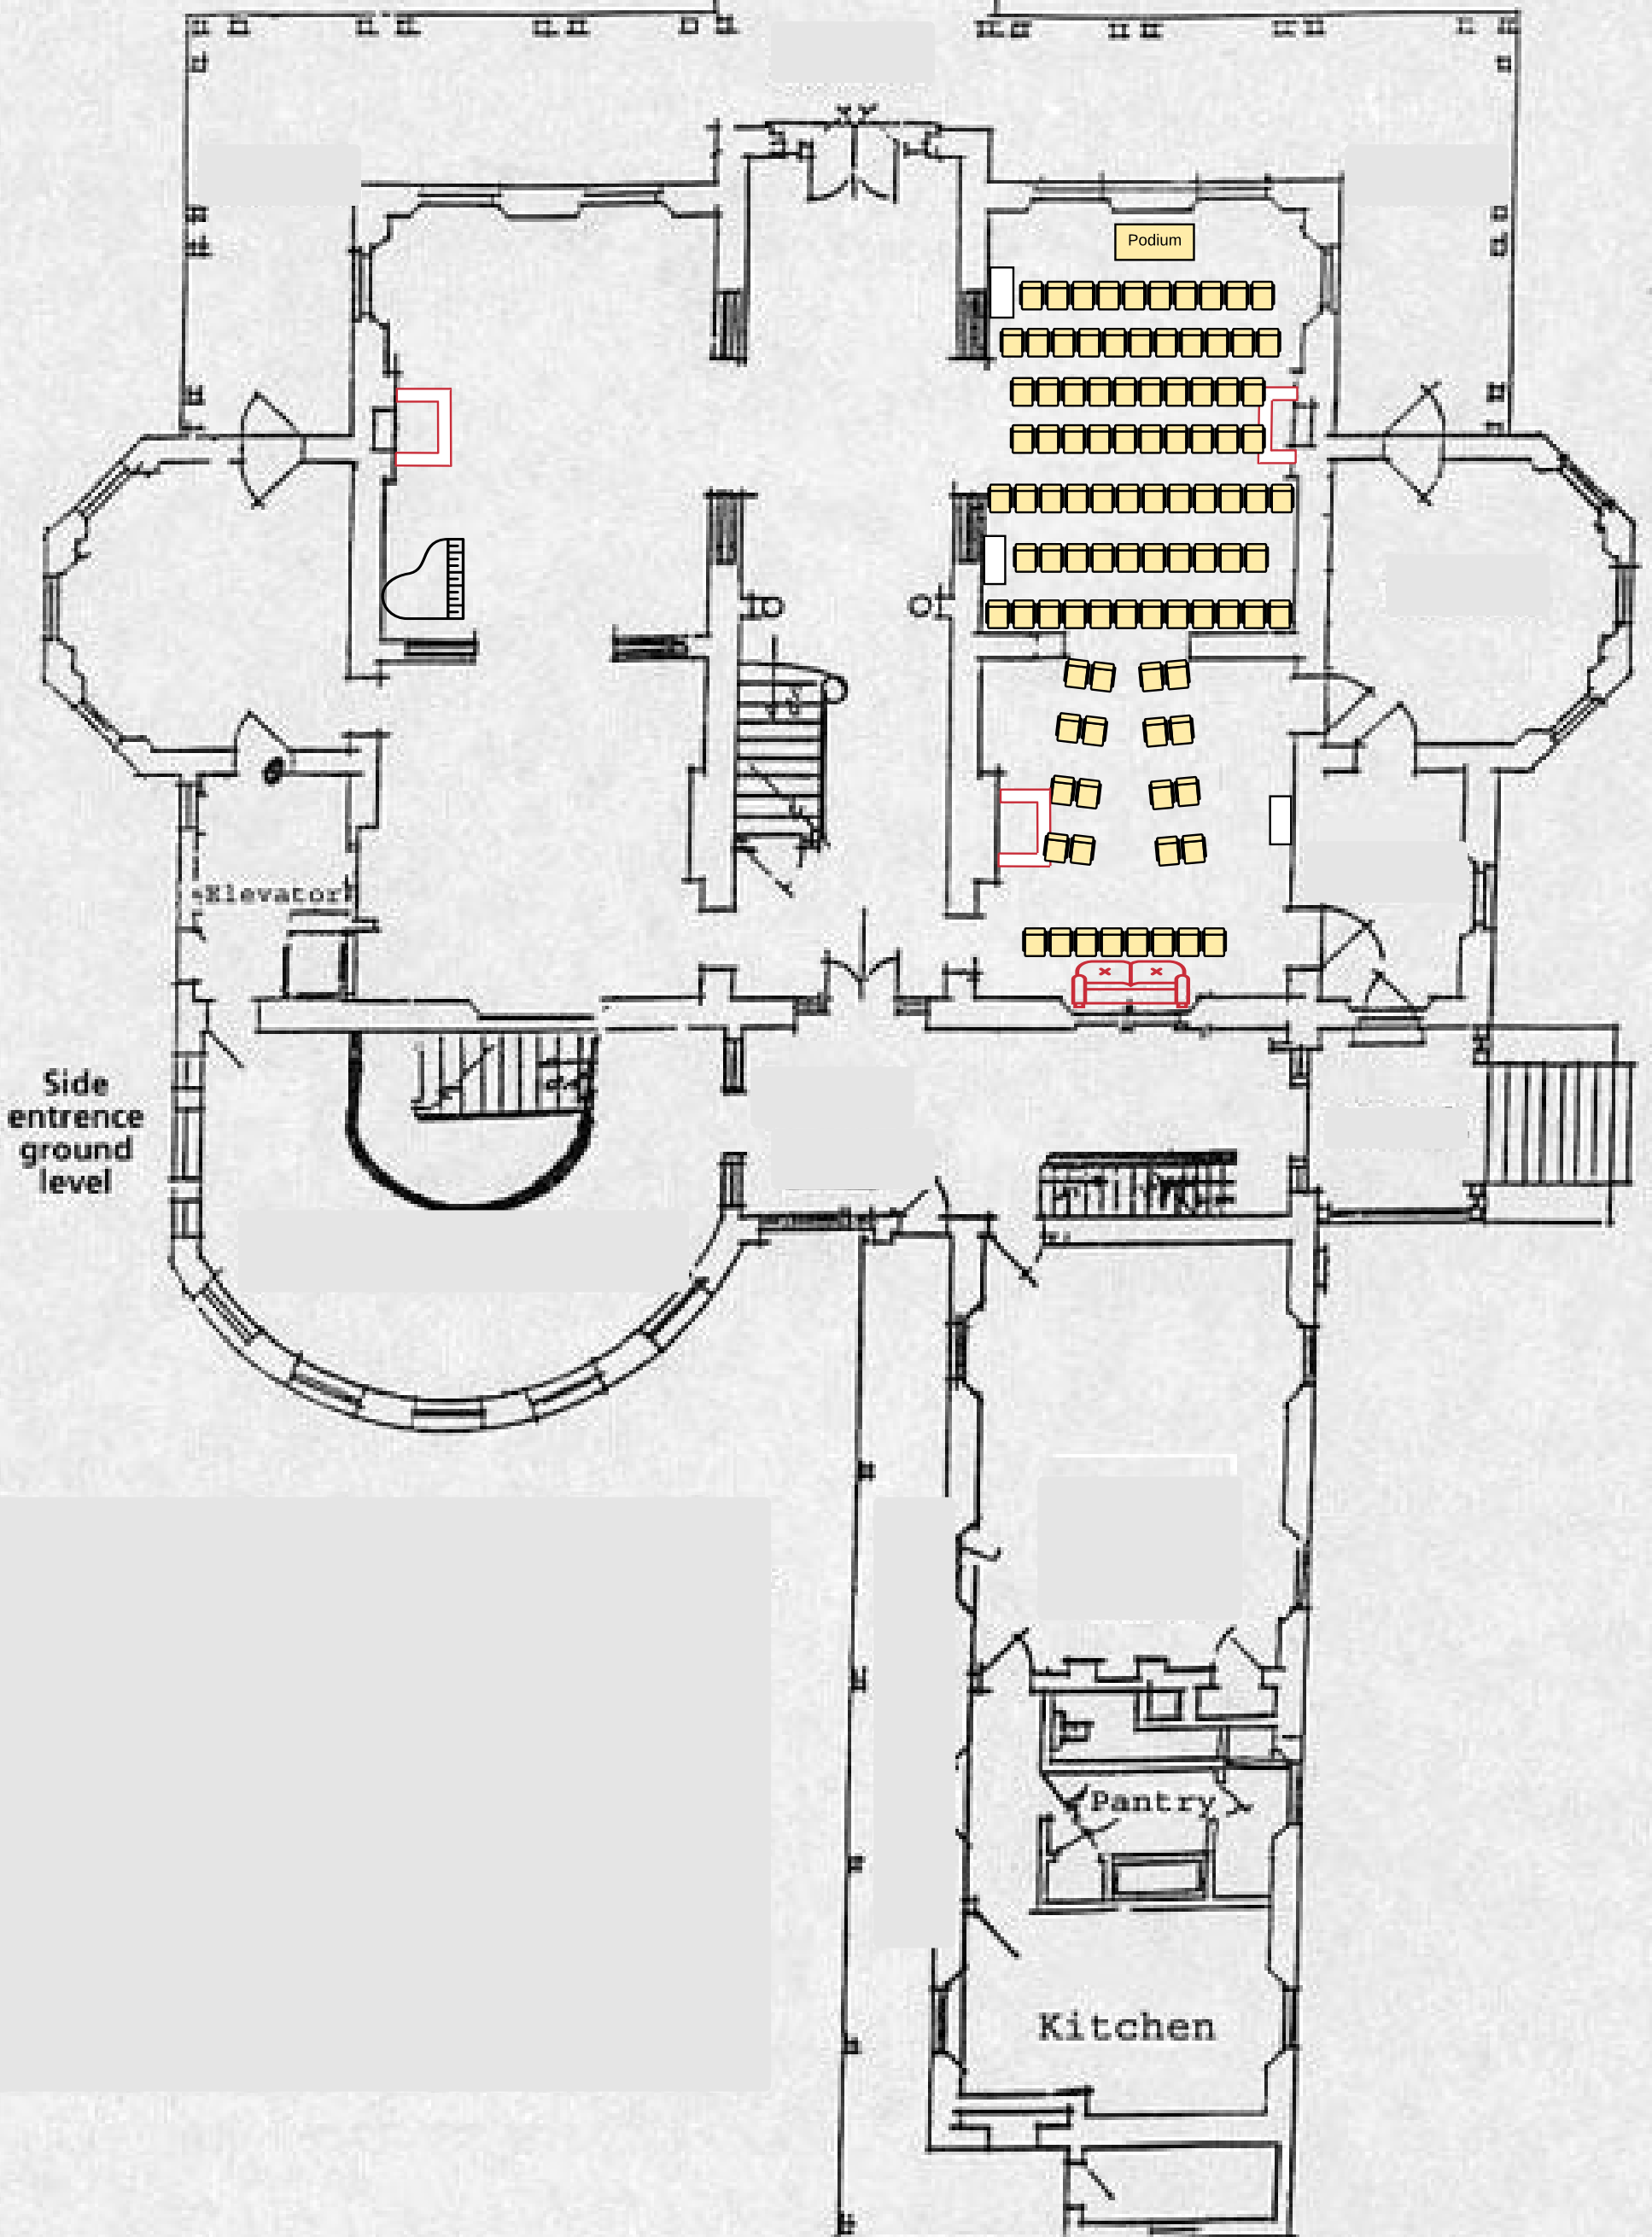 Podium
Elevator
Side
entrence
ground
level
Pantry
Kitchen